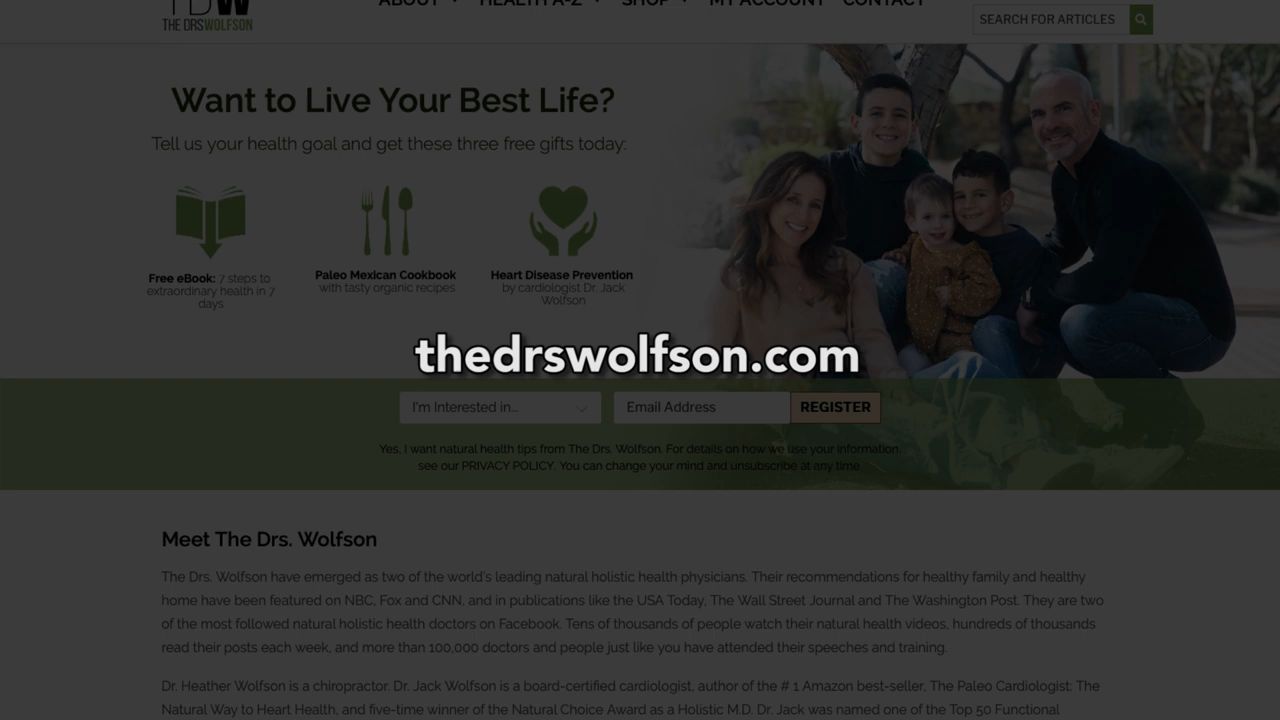 TDW
THE DRSWOLFSON
ABOUT HEALTH A-Z SHOP MY ACCOUNT CONTACT
SEARCH FOR ARTICLES
Want to Live Your Best Life?
Tell us your health goal and get these three free gifts today:
Free eBook: 7 steps to
extraordinary health in 7
days
Paleo Mexican Cookbook
with tasty organic recipes
Heart Disease Prevention
by cardiologist Dr. Jack
Wolfson
thedrswolfson.com
I'm Interested in...
Email Address
REGISTER
Yes, I want natural health tips from The Drs. Wolfson. For details on how we use your information,
see our PRIVACY POLICY. You can change your mind and unsubscribe at any time.
Meet The Drs. Wolfson
The Drs. Wolfson have emerged as two of the world's leading natural holistic health physicians. Their recommendations for healthy family and healthy
home have been featured on NBC, Fox and CNN, and in publications like the USA Today, The Wall Street Journal and The Washington Post. They are two
of the most followed natural holistic health doctors on Facebook. Tens of thousands of people watch their natural health videos, hundreds of thousands
read their posts each week, and more than 100,000 doctors and people just like you have attended their speeches and training.
Dr. Heather Wolfson is a chiropractor. Dr. Jack Wolfson is a board-certified cardiologist, author of the # 1 Amazon best-seller, The Paleo Cardiologist: The
Natural Way to Heart Health, and five-time winner of the Natural Choice Award as a Holistic M.D. Dr. Jack was named one of the Top 50 Functional